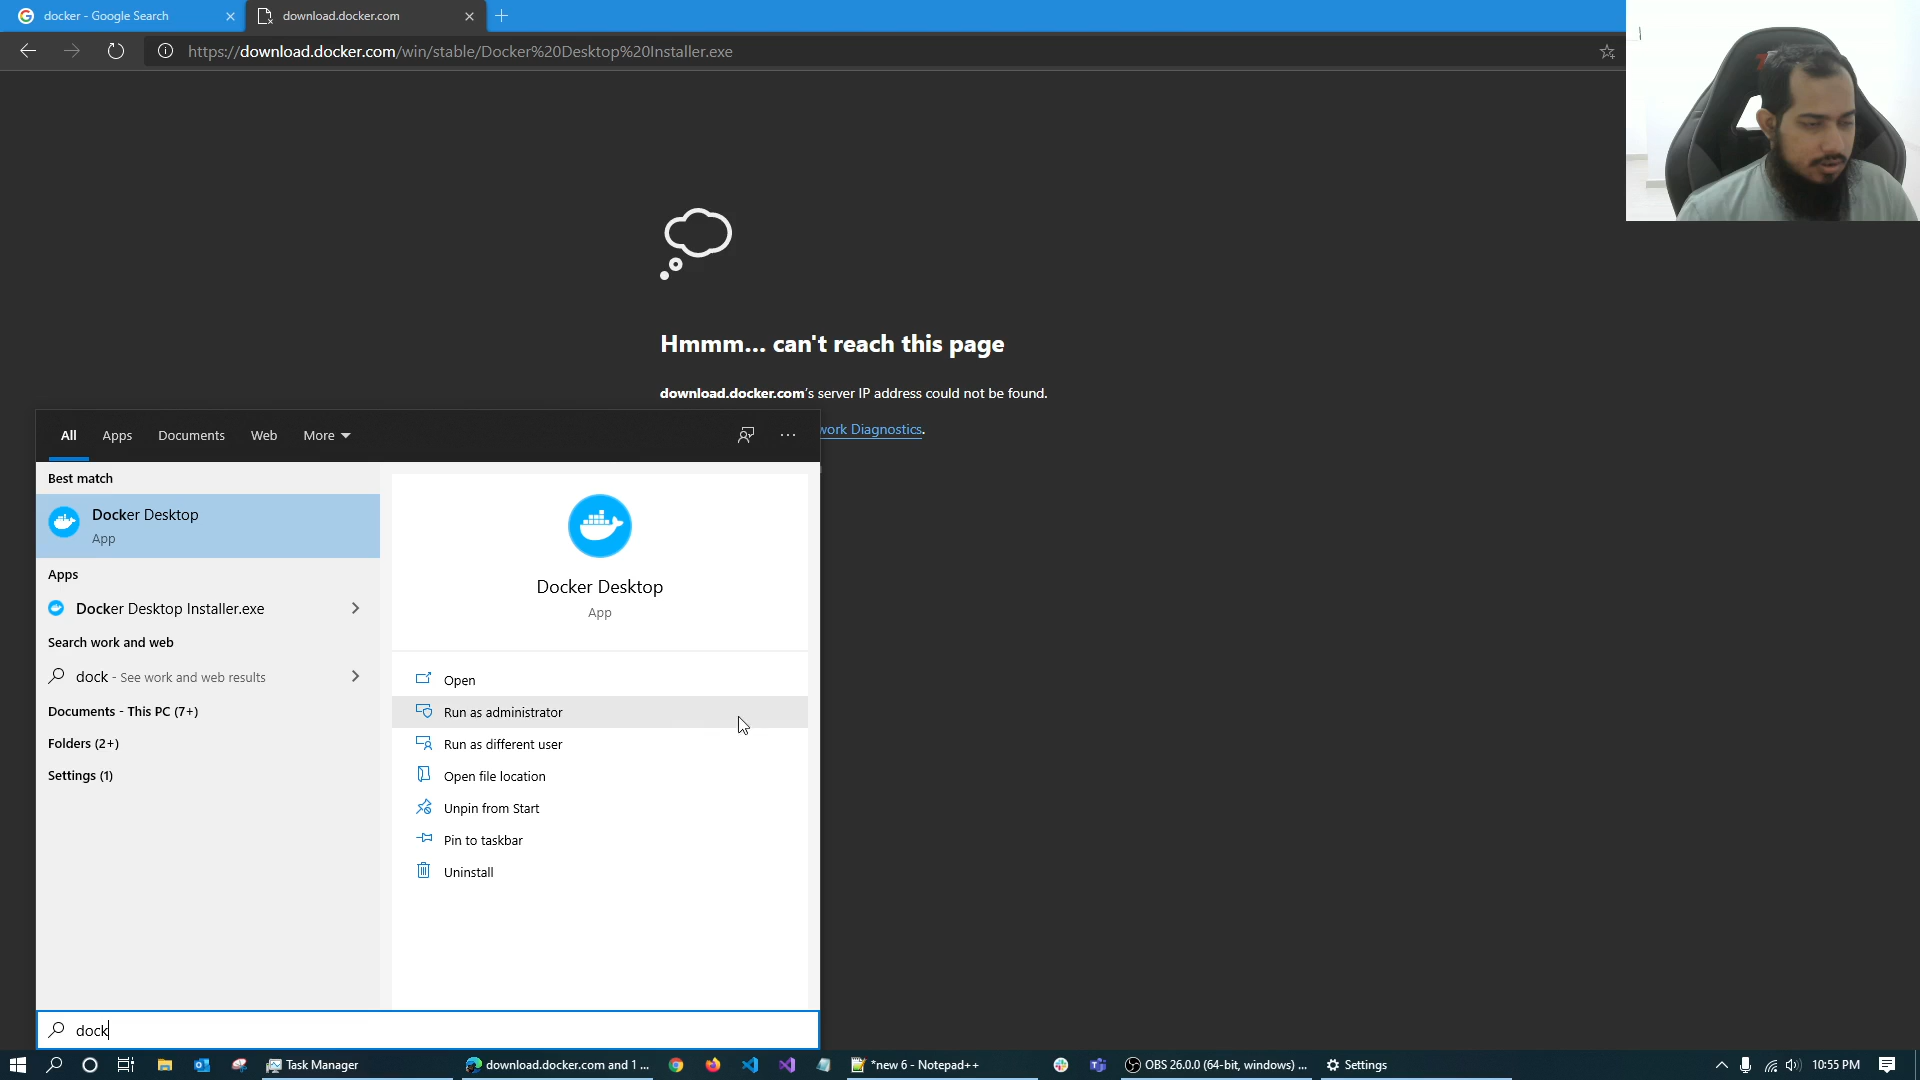 docker - Google Search
download.docker.com
https://download.docker.com/win/stable/Docker%20Desktop%20Installer.exe
Hmmm... can't reach this page
download.docker.com's server IP address could not be found.
work Diagnostics.
All
Apps
Documents
Web
More
Best match
Docker Desktop
App
Apps
Docker Desktop Installer.exe
Search work and web
dock - See work and web results
Documents - This PC (7+)
Folders (2+)
Settings (1)
Docker Desktop
App
Open
Run as administrator
Run as different user
Open file location
Unpin from Start
Pin to taskbar
Uninstall
dock
Task Manager
download.docker.com and 1 ...
*new 6 - Notepad++
OBS 26.0.0 (64-bit, windows) ...
Settings
10:55 PM